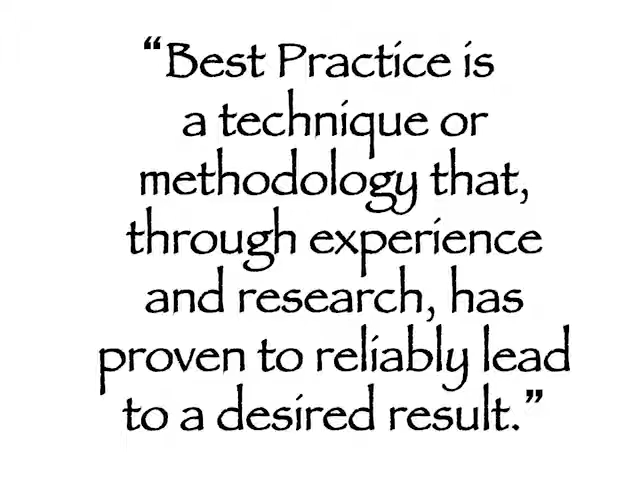 “Best Practice is
a technique or
methodology that,
through experience
and research, has
proven to reliably lead
to a desired result.”